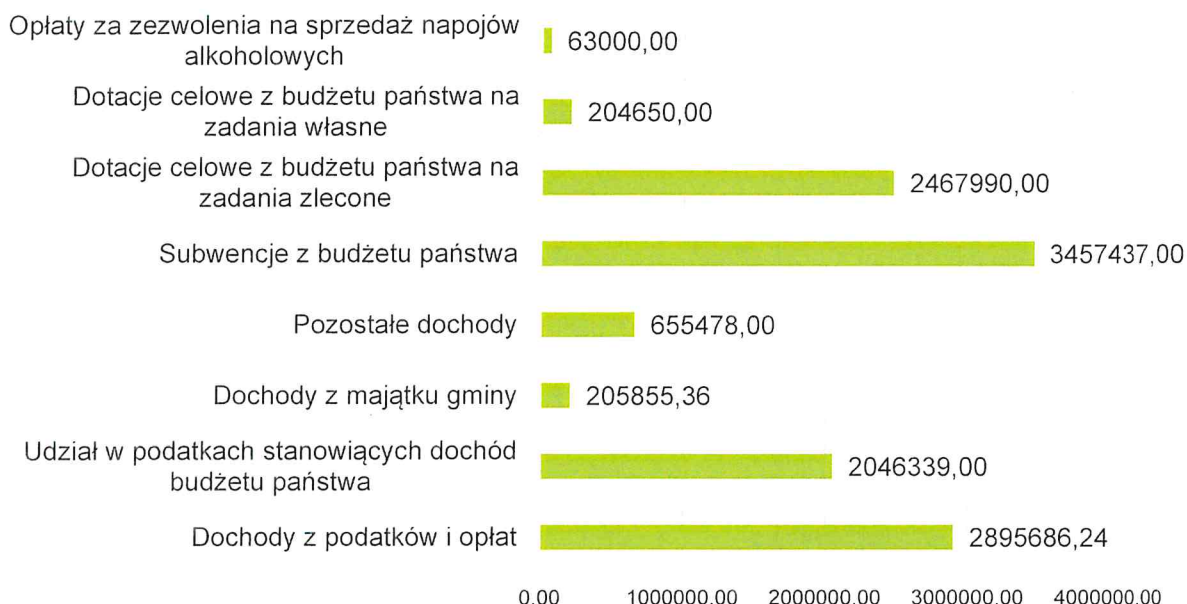 Opłaty za zezwolenia na sprzedaż napojów
alkoholowych
63000,00
Dotacje celowe z budżetu państwa na
zadania własne
204650,00
Dotacje celowe z budżetu państwa na
zadania zlecone
2467990,00
Subwencje z budżetu państwa
3457437,00
Pozostałe dochody
655478,00
Dochody z majątku gminy
205855,36
Udział w podatkach stanowiących dochód
budżetu państwa
2046339,00
Dochody z podatków i opłat
2895686,24
0,00 1000000,00 2000000,00 3000000,00 4000000,00